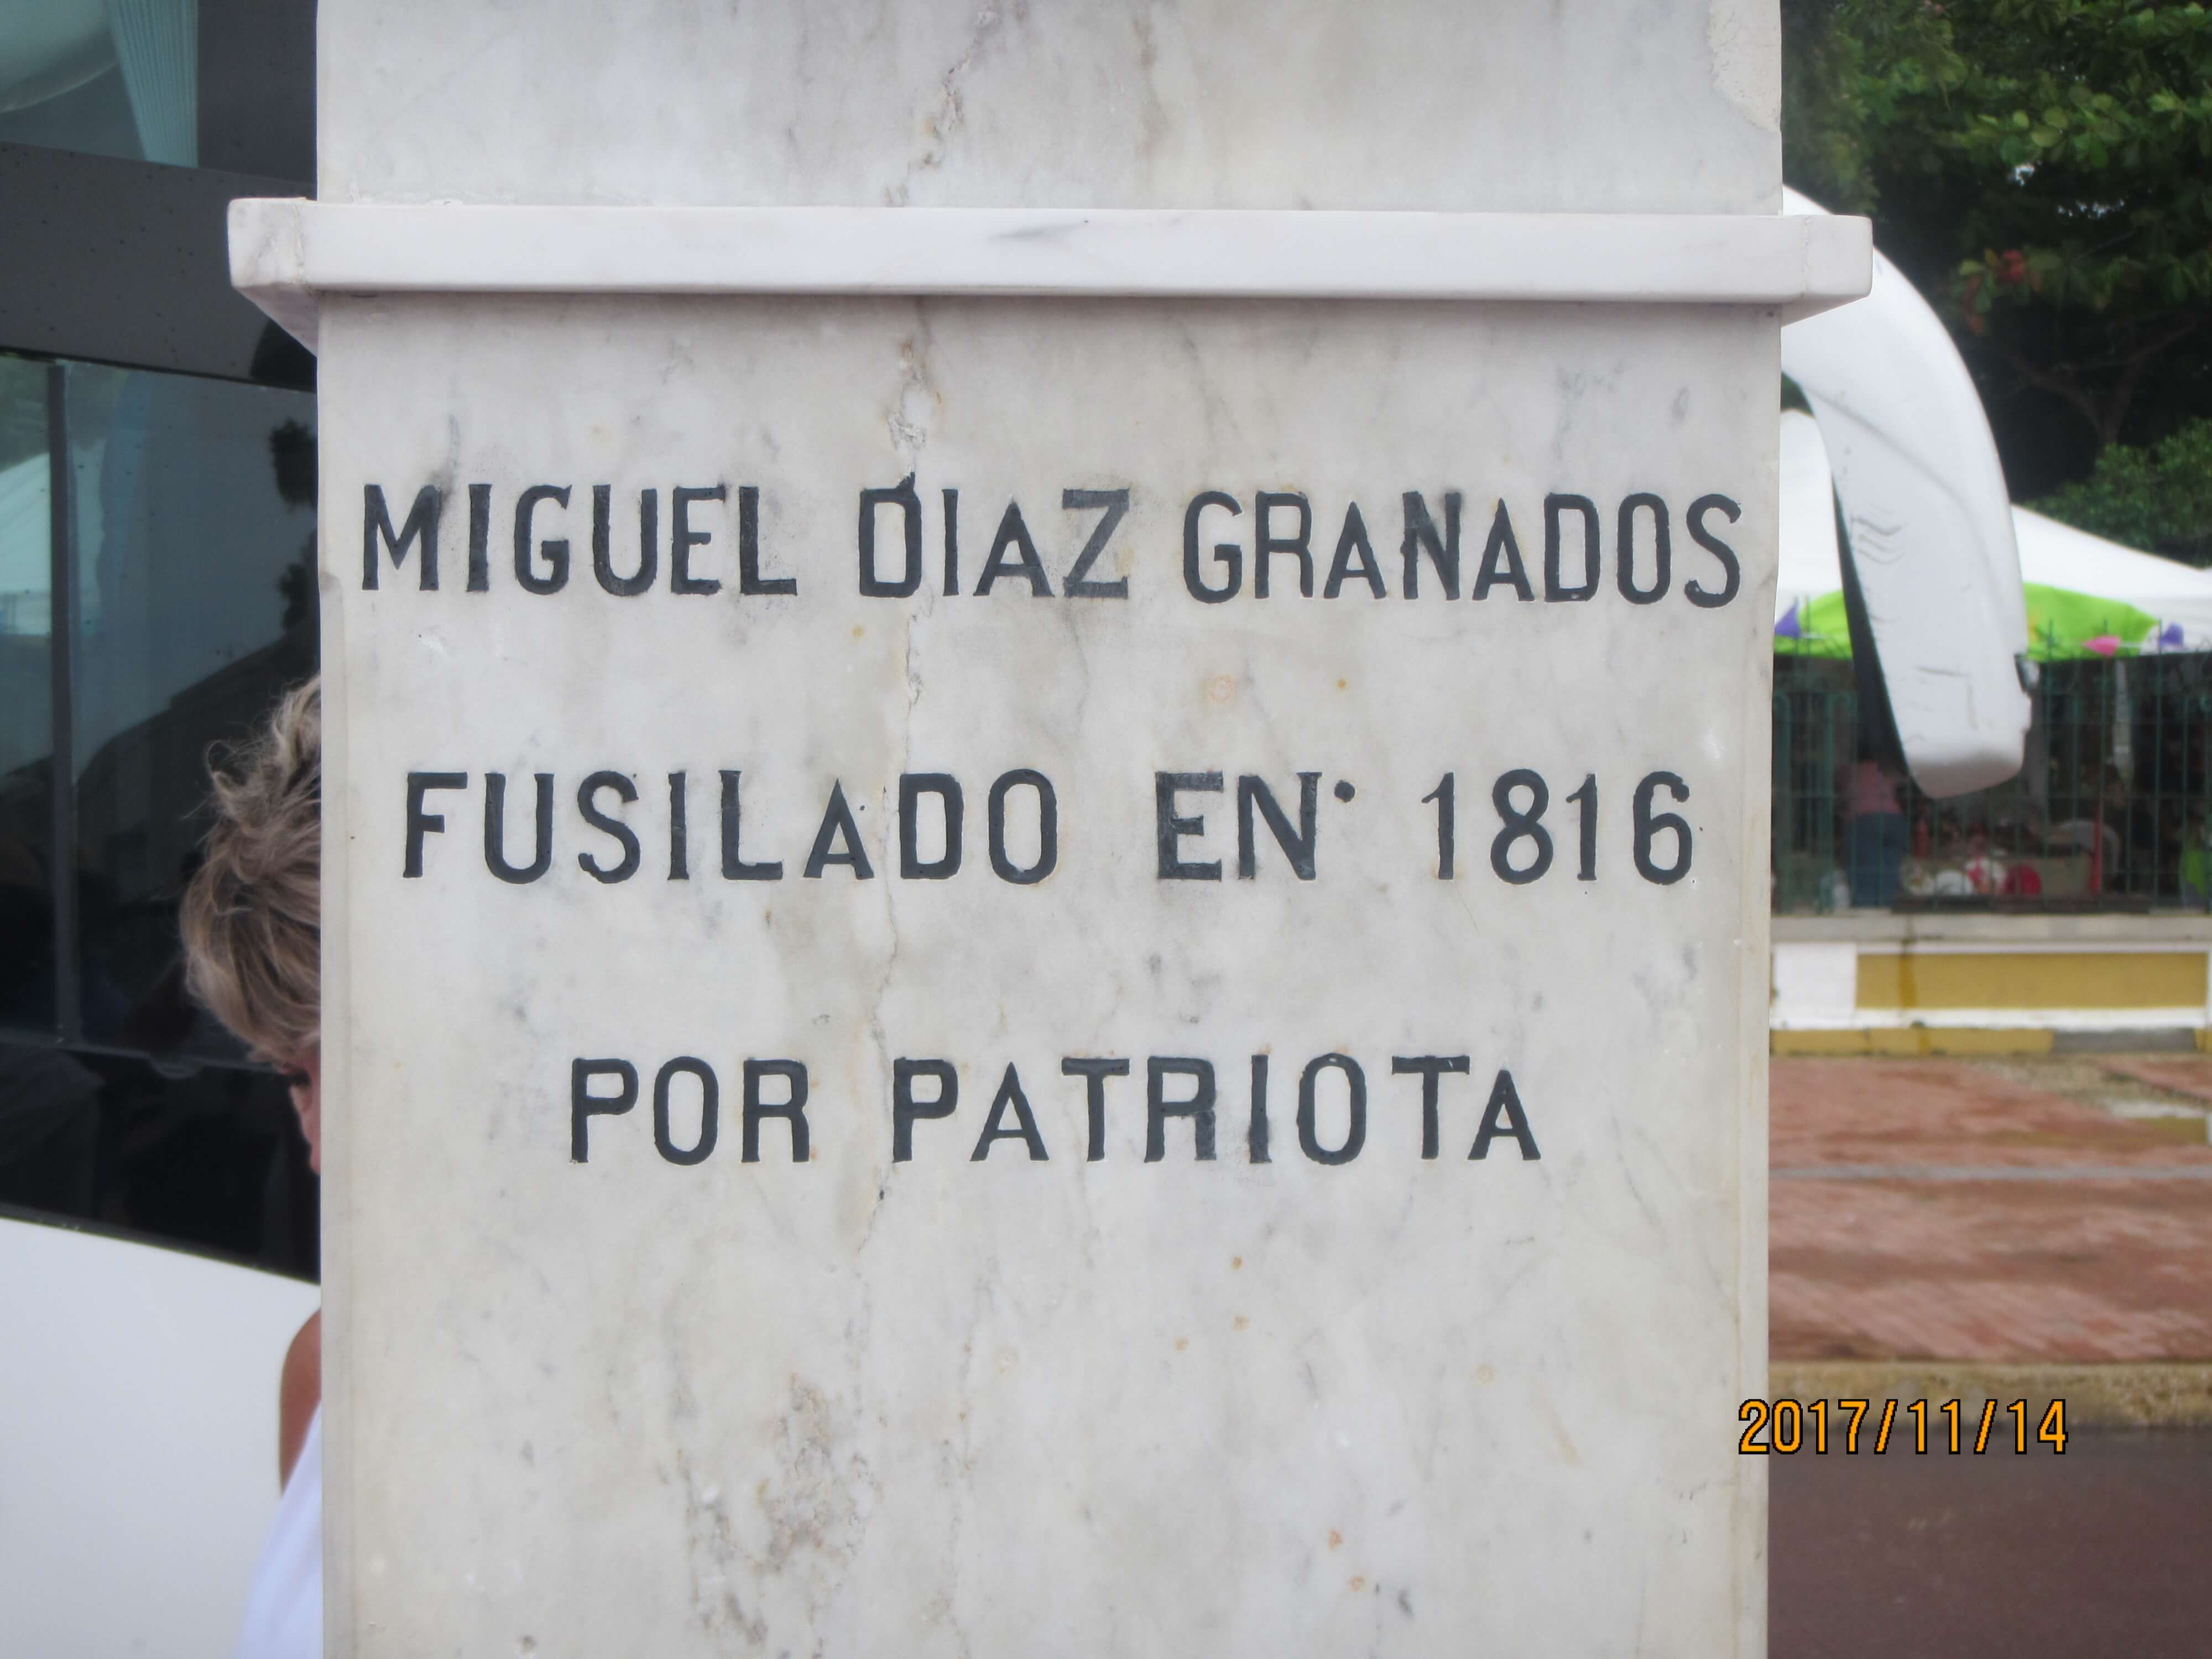 MIGUEL DIAZ GRANADOS
FUSILADO EN· 1816
POR PATRIOTA
2017/11/14